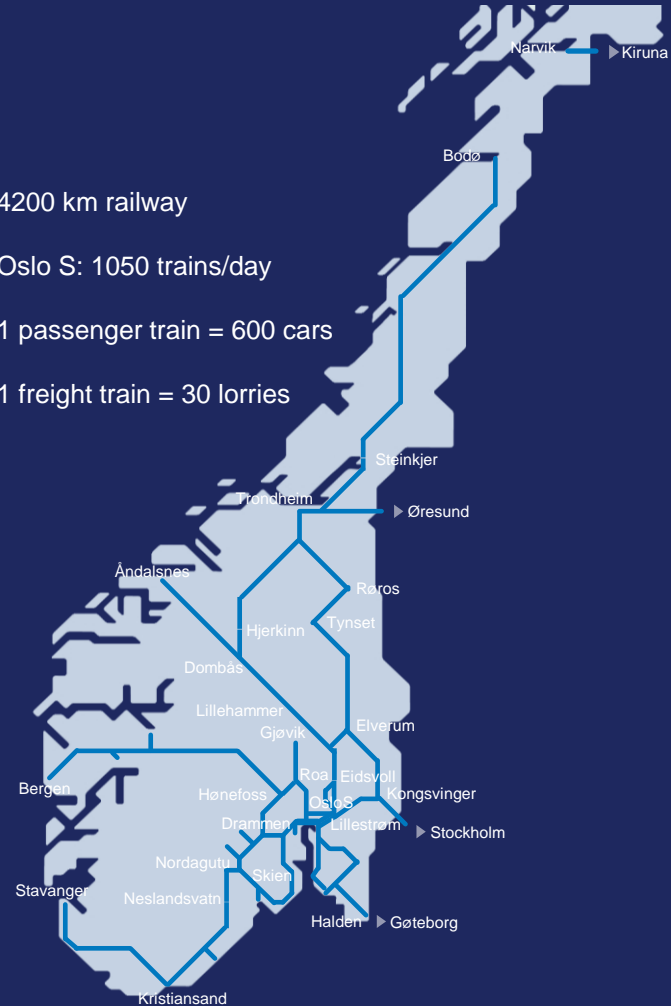 Narvik
Kiruna
Bodø
4200 km railway
Oslo S: 1050 trains/day
1 passenger train = 600 cars
1 freight train = 30 lorries
Steinkjer
Trondheim
Øresund
Åndalsnes
Røros
Hjerkinn
Tynset
Dombås
Lillehammer
Gjøvik
Elverum
Roa
Eidsvoll
Bergen
Hønefoss
Kongsvinger
OsloS
Drammen
Lillestrøm
Stockholm
Nordagutu
Skien
Stavanger
Neslandsvatn
Halden
Gøteborg
Kristiansand